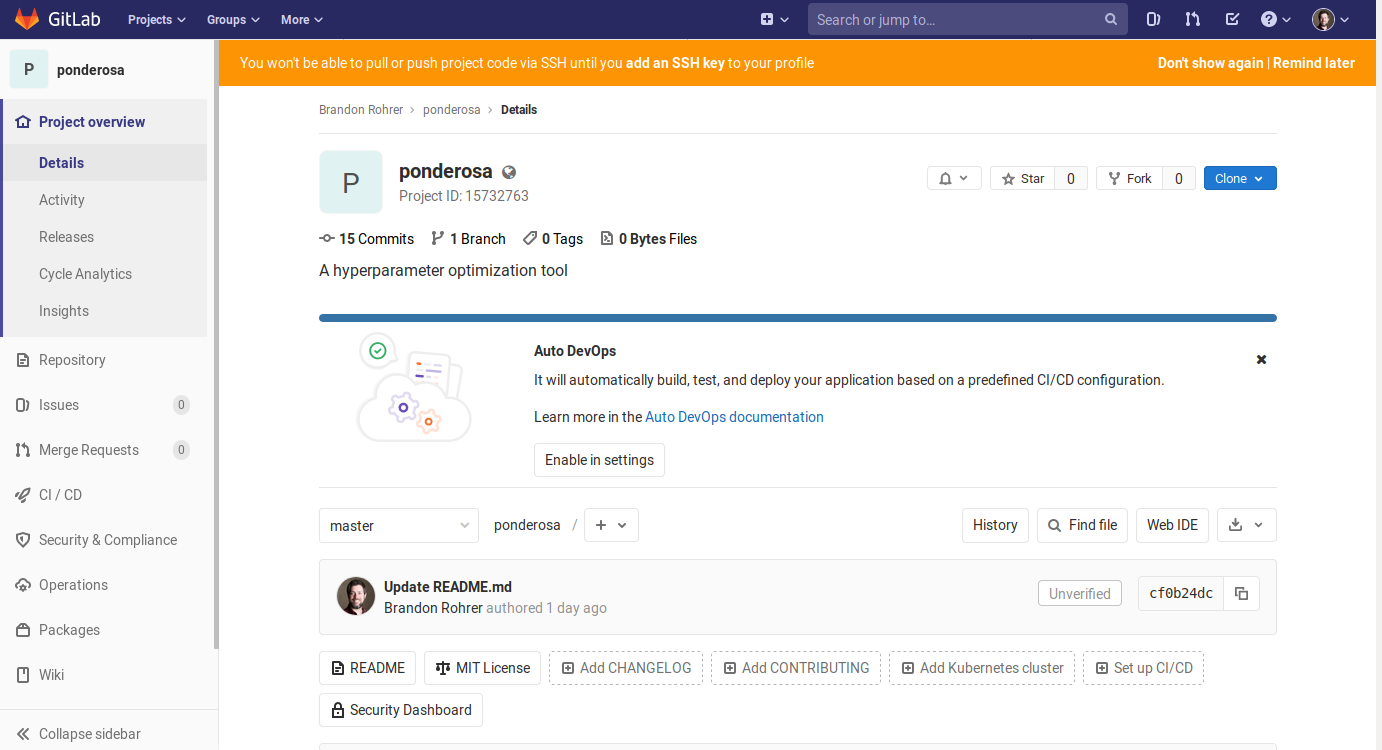 GitLab Projects Groups More Search or jump to...
P ponderosa
Project overview
Details
Activity
Releases
Cycle Analytics
Insights
Repository
Issues 0
Merge Requests 0
CI / CD
Security & Compliance
Operations
Packages
Wiki
Collapse sidebar
You won't be able to pull or push project code via SSH until you add an SSH key to your profile Don't show again | Remind later
Brandon Rohrer › ponderosa › Details
P
ponderosa
Project ID: 15732763
Star 0 Fork 0 Clone
15 Commits 1 Branch 0 Tags 0 Bytes Files
A hyperparameter optimization tool
Auto DevOps
It will automatically build, test, and deploy your application based on a predefined CI/CD configuration.
Learn more in the Auto DevOps documentation
Enable in settings
master ponderosa / + History Find file Web IDE
Update README.md
Brandon Rohrer authored 1 day ago
Unverified cf0b24dc
README MIT License Add CHANGELOG Add CONTRIBUTING Add Kubernetes cluster Set up CI/CD
Security Dashboard